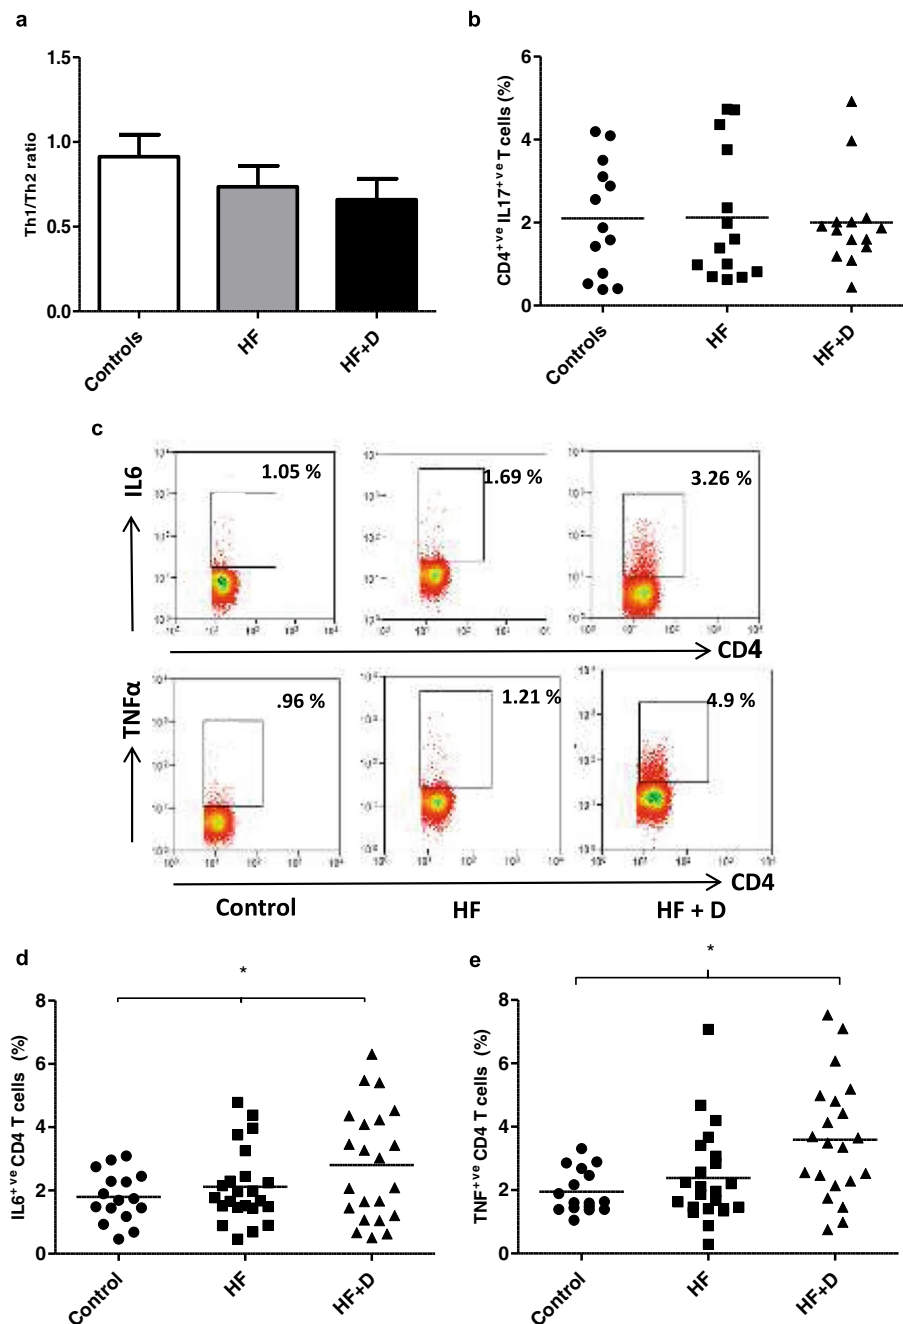 a
b
1.5
1.0
0.5
0.0
Th1/Th2 ratio
Controls
HF
HF+D
6
4
2
0
CD4+ve IL17+ve T cells (%)
Controls
HF
HF+D
c
IL6
1.05 %
1.69 %
3.26 %
CD4
TNFα
.96 %
1.21 %
4.9 %
CD4
Control
HF
HF + D
d
e
*
*
8
6
4
2
0
IL6+ve CD4 T cells (%)
Control
HF
HF+D
8
6
4
2
0
TNF+ve CD4 T cells (%)
Control
HF
HF+D